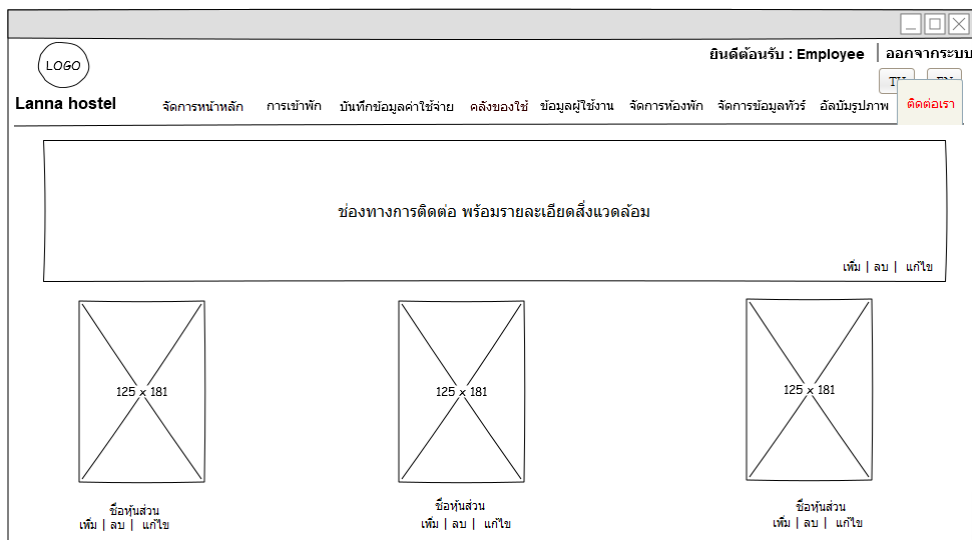 ยินดีต้อนรับ : Employee | ออกจากระบบ
LOGO
Lanna hostel
จัดการหน้าหลัก การเข้าพัก บันทึกข้อมูลค่าใช้จ่าย คลังของใช้ ข้อมูลผู้ใช้งาน จัดการห้องพัก จัดการข้อมูลทัวร์ อัลบัมรูปภาพ ติดต่อเรา
ช่องทางการติดต่อ พร้อมรายละเอียดสิ่งแวดล้อม
เพิ่ม | ลบ | แก้ไข
125 x 181 125 x 181 125 x 181
ชื่อหุ้นส่วน ชื่อหุ้นส่วน ชื่อหุ้นส่วน
เพิ่ม | ลบ | แก้ไข เพิ่ม | ลบ | แก้ไข เพิ่ม | ลบ | แก้ไข